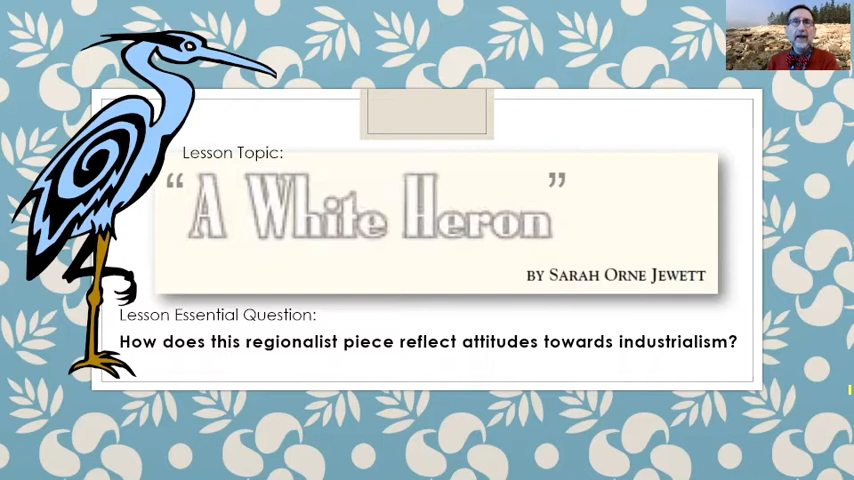 Lesson Topic:
“A White Heron”
BY SARAH ORNE JEWETT
Lesson Essential Question:
How does this regionalist piece reflect attitudes towards industrialism?